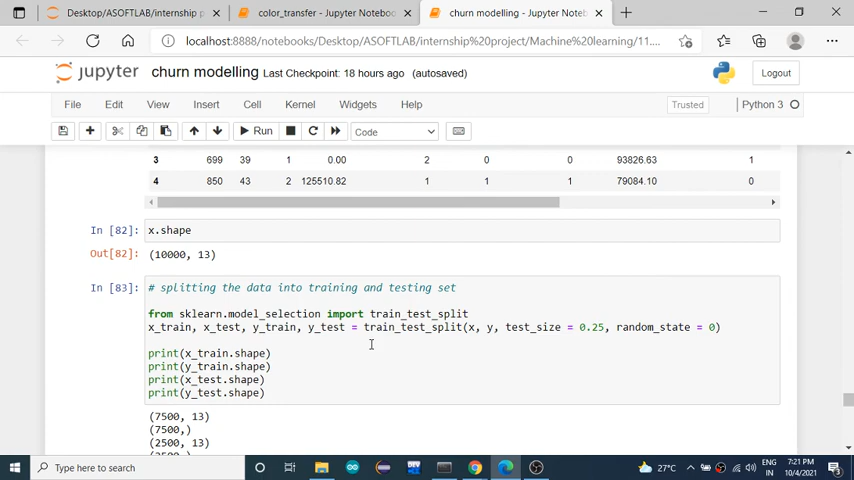 Desktop/ASOFTLAB/internship p
color_transfer - Jupyter Noteboo
churn modelling - Jupyter Noteb
localhost:8888/notebooks/Desktop/ASOFTLAB/internship%20project/Machine%20learning/11....
jupyter churn modelling Last Checkpoint: 18 hours ago (autosaved)
Logout
File Edit View Insert Cell Kernel Widgets Help
Trusted
Python 3
Run
Code
3 699 39 1 0.00 2 0 0 93826.63 1
4 850 43 2 125510.82 1 1 1 79084.10 0
In [82]: x.shape
Out[82]: (10000, 13)
In [83]: # splitting the data into training and testing set
from sklearn.model_selection import train_test_split
x_train, x_test, y_train, y_test = train_test_split(x, y, test_size = 0.25, random_state = 0)
print(x_train.shape)
print(y_train.shape)
print(x_test.shape)
print(y_test.shape)
(7500, 13)
(7500,)
(2500, 13)
(2500,)
Type here to search
27°C
ENG
IN
7:21 PM
10/4/2021
3